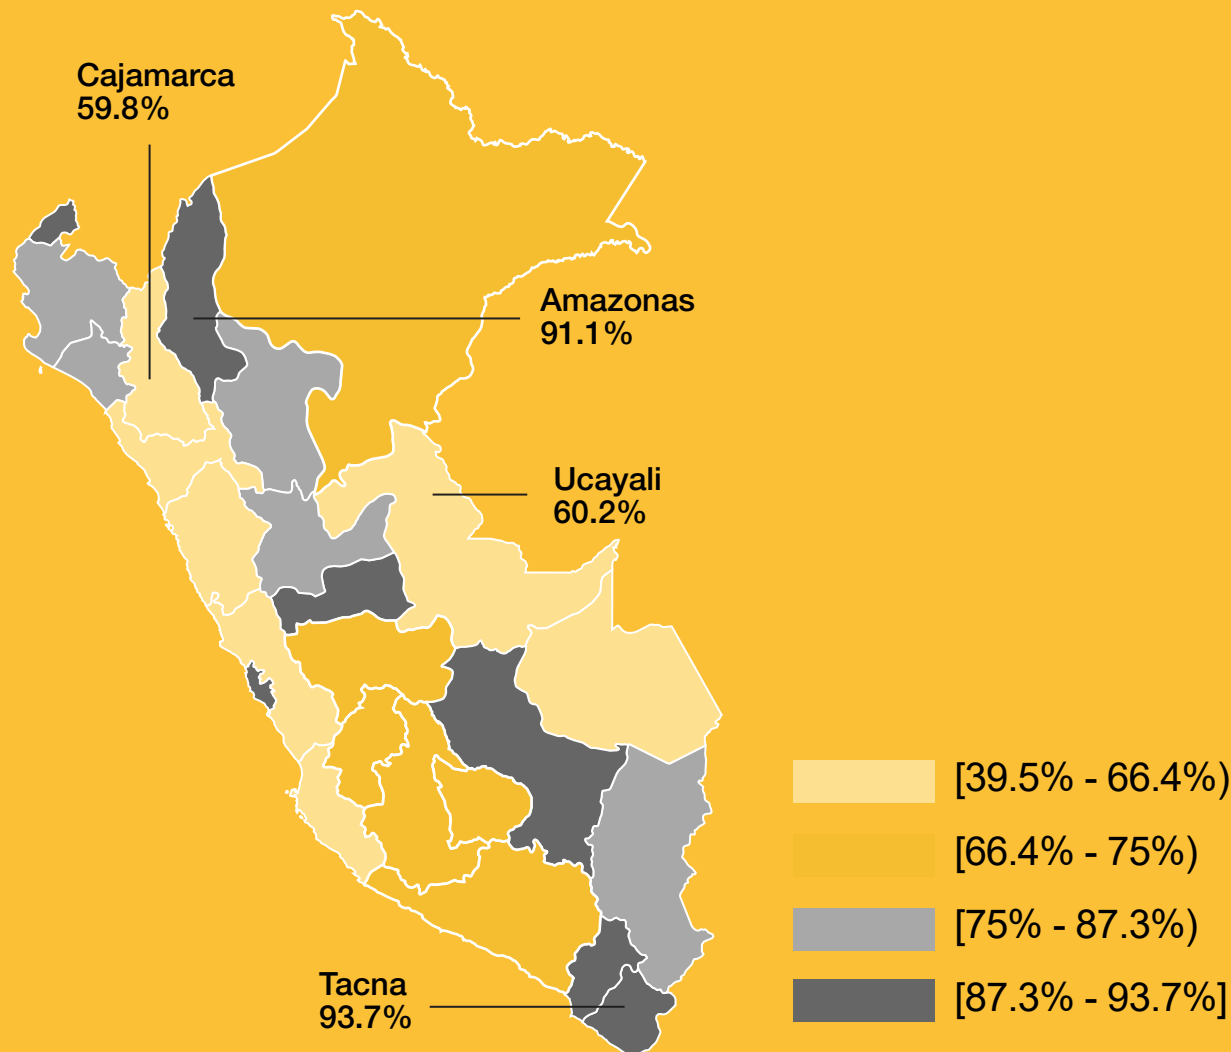 Cajamarca
59.8%
Amazonas
91.1%
Ucayali
60.2%
[39.5% - 66.4%)
[66.4% - 75%)
[75% - 87.3%)
[87.3% - 93.7%]
Tacna
93.7%